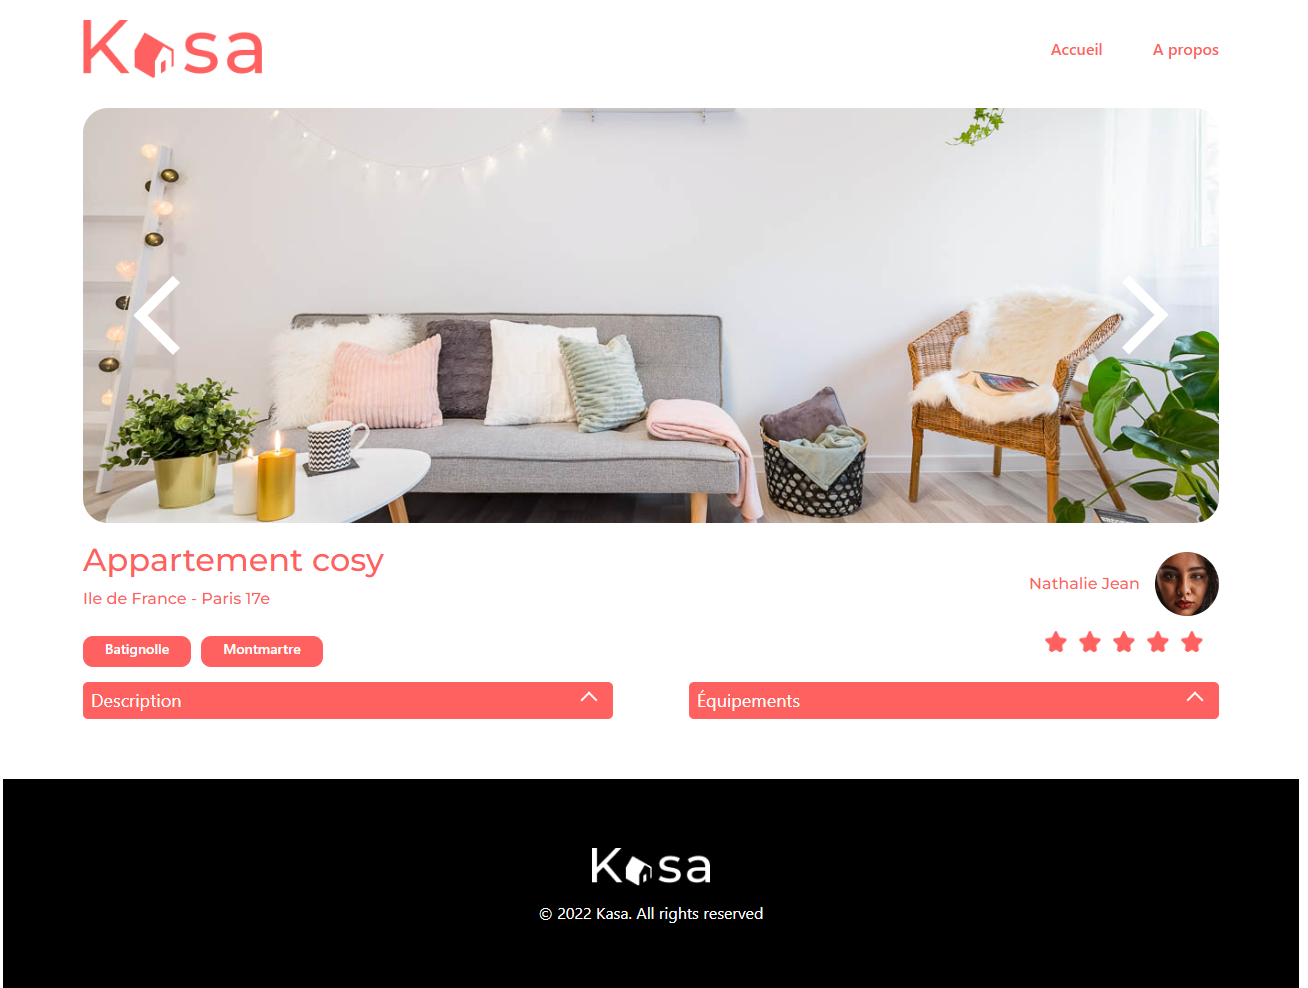 Kasa
Accueil
A propos
Appartement cosy
Ile de France - Paris 17e
Nathalie Jean
Batignolle
Montmartre
Description
Équipements
Kasa
© 2022 Kasa. All rights reserved